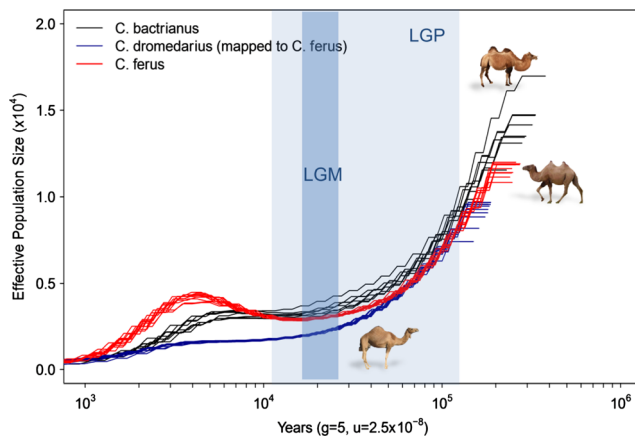 C. bactrianus
C. dromedarius (mapped to C. ferus)
C. ferus
LGP
LGM
Effective Population Size (x10⁴)
2.0
1.5
1.0
0.5
0.0
10³ 10⁴ 10⁵ 10⁶
Years (g=5, u=2.5x10⁻⁸)